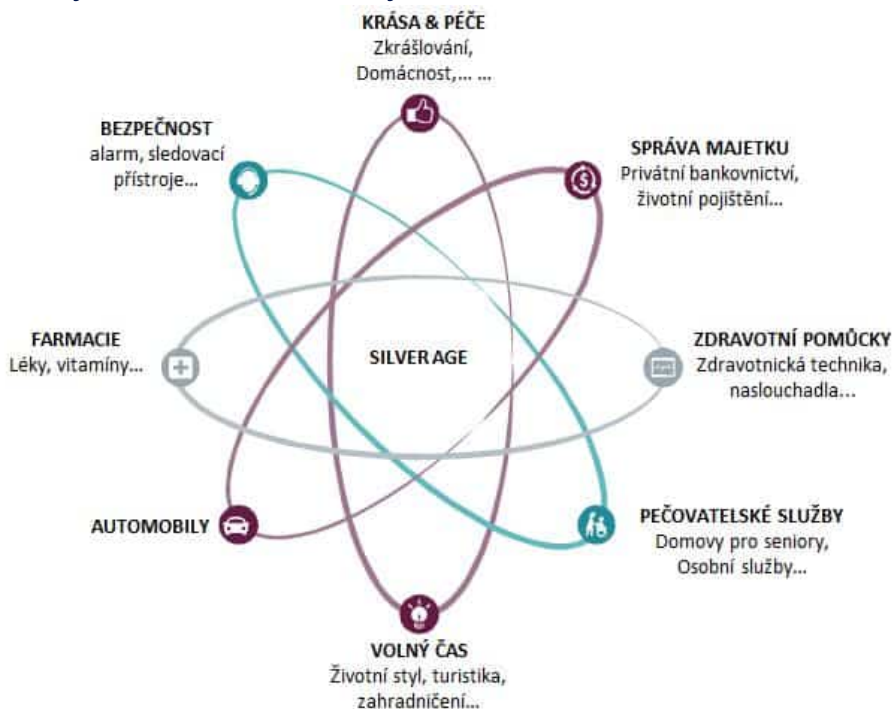 KRÁSA & PÉČE
Zkrášlování,
Domácnost,... ...
BEZPEČNOST
alarm, sledovací
přístroje...
SPRÁVA MAJETKU
Privátní bankovnictví,
životní pojištění...
FARMACIE
Léky, vitamíny...
SILVER AGE
ZDRAVOTNÍ POMŮCKY
Zdravotnická technika,
naslouchadla...
AUTOMOBILY
PEČOVATELSKÉ SLUŽBY
Domovy pro seniory,
Osobní služby...
VOLNÝ ČAS
Životní styl, turistika,
zahradničení...